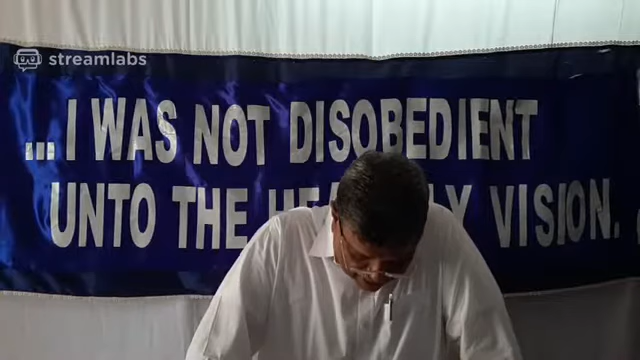 streamlabs
...I WAS NOT DISOBEDIENT
UNTO THE VISION.